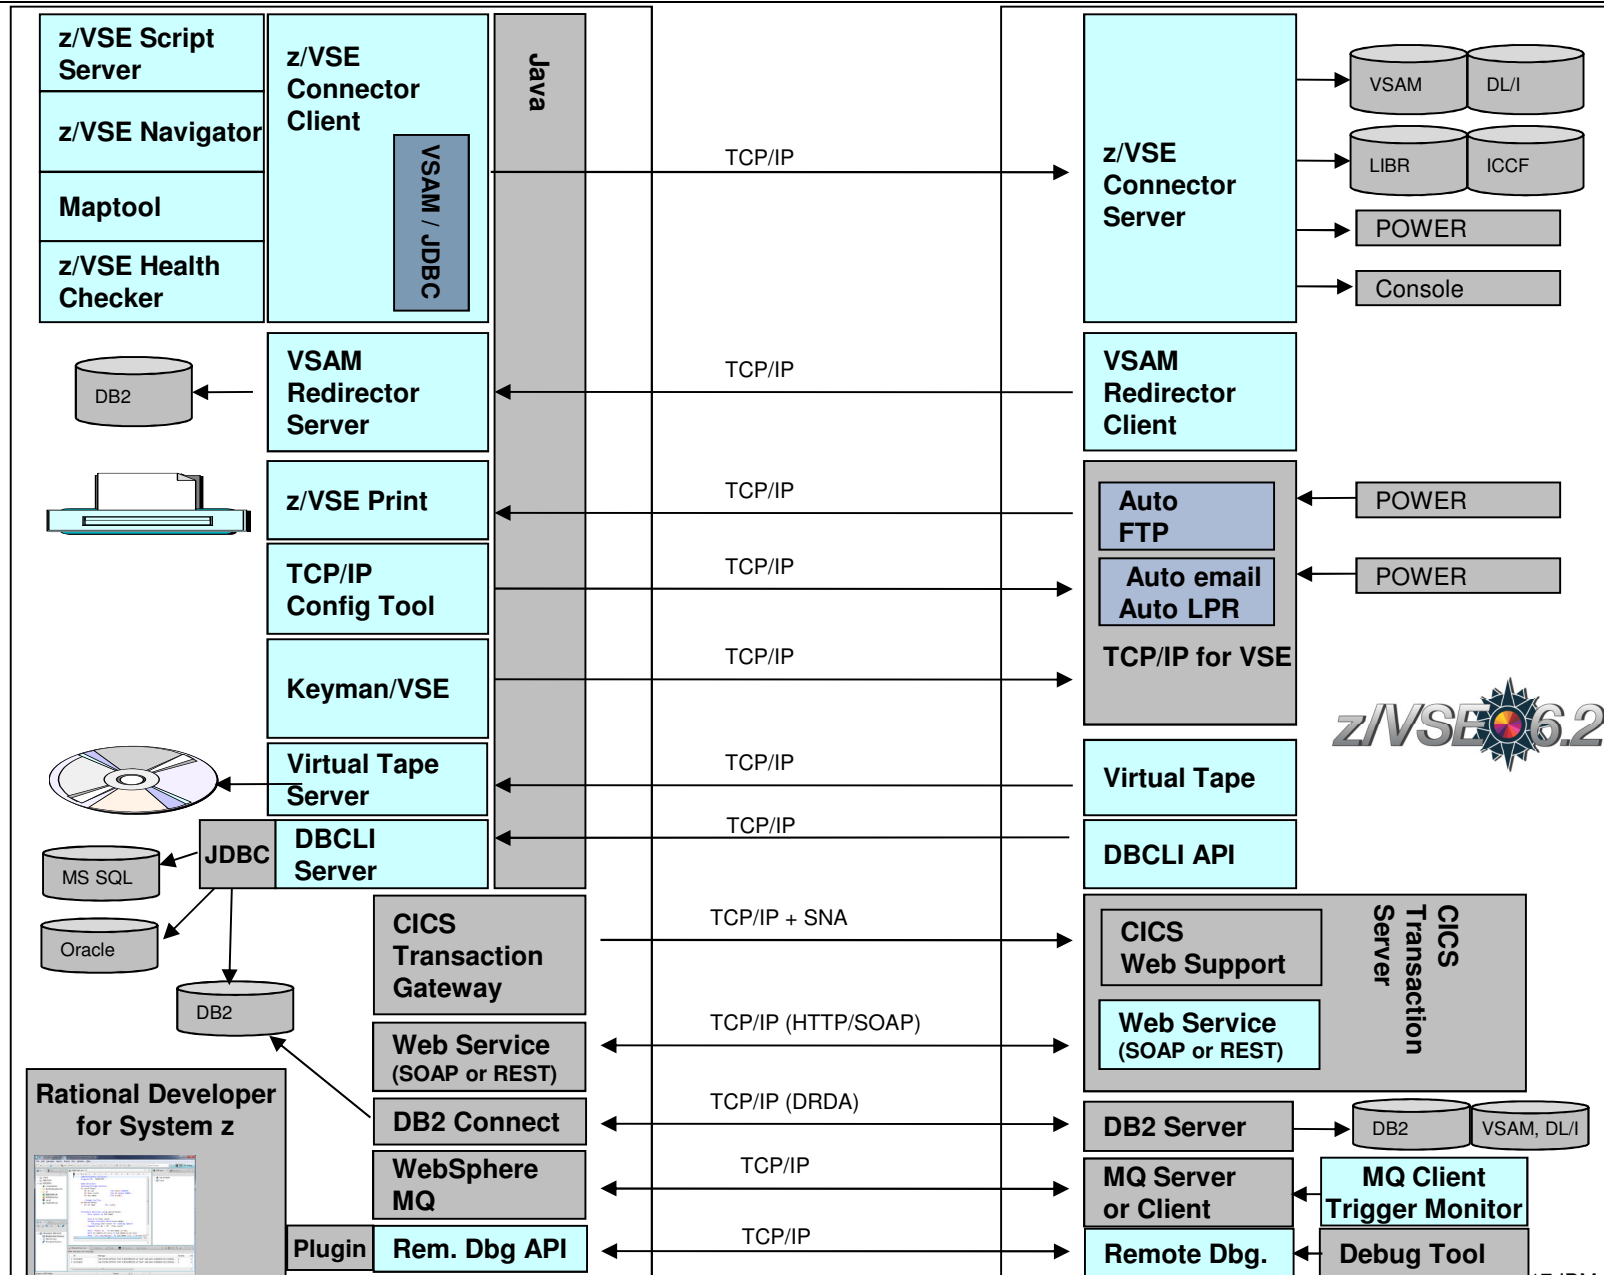 z/VSE Script
Server
z/VSE Navigator
Maptool
z/VSE Health
Checker
z/VSE
Connector
Client
VSAM / JDBC
Java
TCP/IP
z/VSE
Connector
Server
VSAM
DL/I
LIBR
ICCF
POWER
Console
DB2
VSAM
Redirector
Server
TCP/IP
VSAM
Redirector
Client
z/VSE Print
TCP/IP
Auto
FTP
POWER
TCP/IP
Config Tool
TCP/IP
Auto email
Auto LPR
POWER
Keyman/VSE
TCP/IP
TCP/IP for VSE
z/VSE 6.2
Virtual Tape
Server
TCP/IP
Virtual Tape
MS SQL
JDBC
DBCLI
Server
TCP/IP
DBCLI API
Oracle
DB2
CICS
Transaction
Gateway
TCP/IP + SNA
CICS
Web Support
CICS
Transaction
Server
Web Service
(SOAP or REST)
TCP/IP (HTTP/SOAP)
Web Service
(SOAP or REST)
Rational Developer
for System z
DB2 Connect
TCP/IP (DRDA)
DB2 Server
DB2
VSAM, DL/I
WebSphere
MQ
TCP/IP
MQ Server
or Client
MQ Client
Trigger Monitor
Plugin
Rem. Dbg API
TCP/IP
Remote Dbg.
Debug Tool